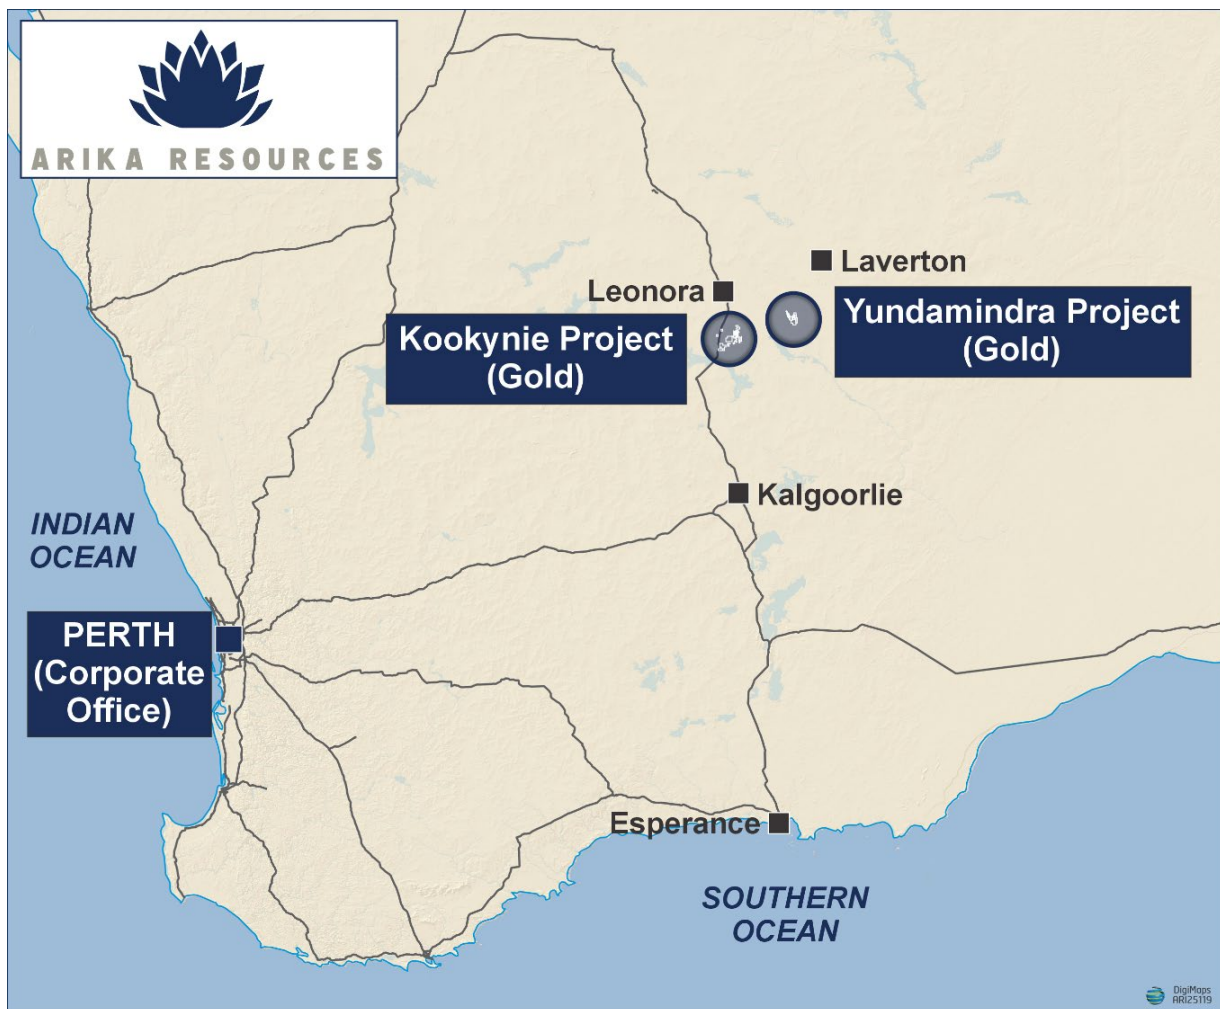 ARIKA RESOURCES
Laverton
Leonora
Yundamindra Project
(Gold)
Kookynie Project
(Gold)
Kalgoorlie
INDIAN
OCEAN
PERTH
(Corporate
Office)
Esperance
SOUTHERN
OCEAN
DigiMaps
ARI25119